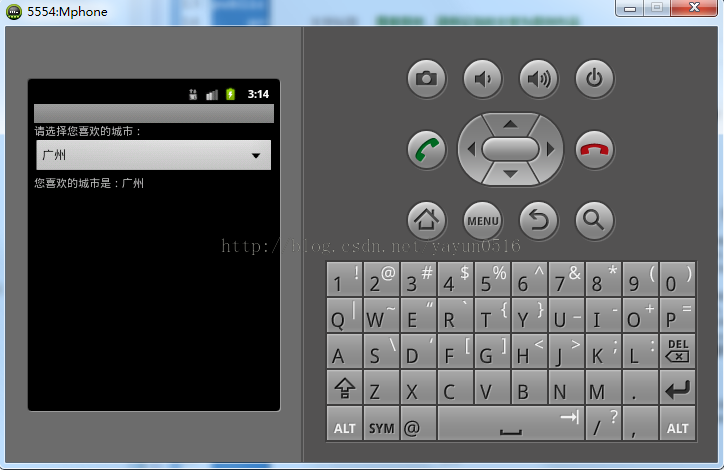 5554:Mphone
3:14
请选择您喜欢的城市：
广州
您喜欢的城市是：广州
MENU
http://blog.csdn.net/yayun0516
1 ! 2 @ 3 # 4 $ 5 % 6 ^ 7 & 8 * 9 ( 0 )
Q | W ~ E “ R ` T { Y } U _ I - O + P =
A S \ D ‘ F [ G ] H < J > K ; L : DEL
Z X C V B N M .
ALT SYM @ / ? , ALT